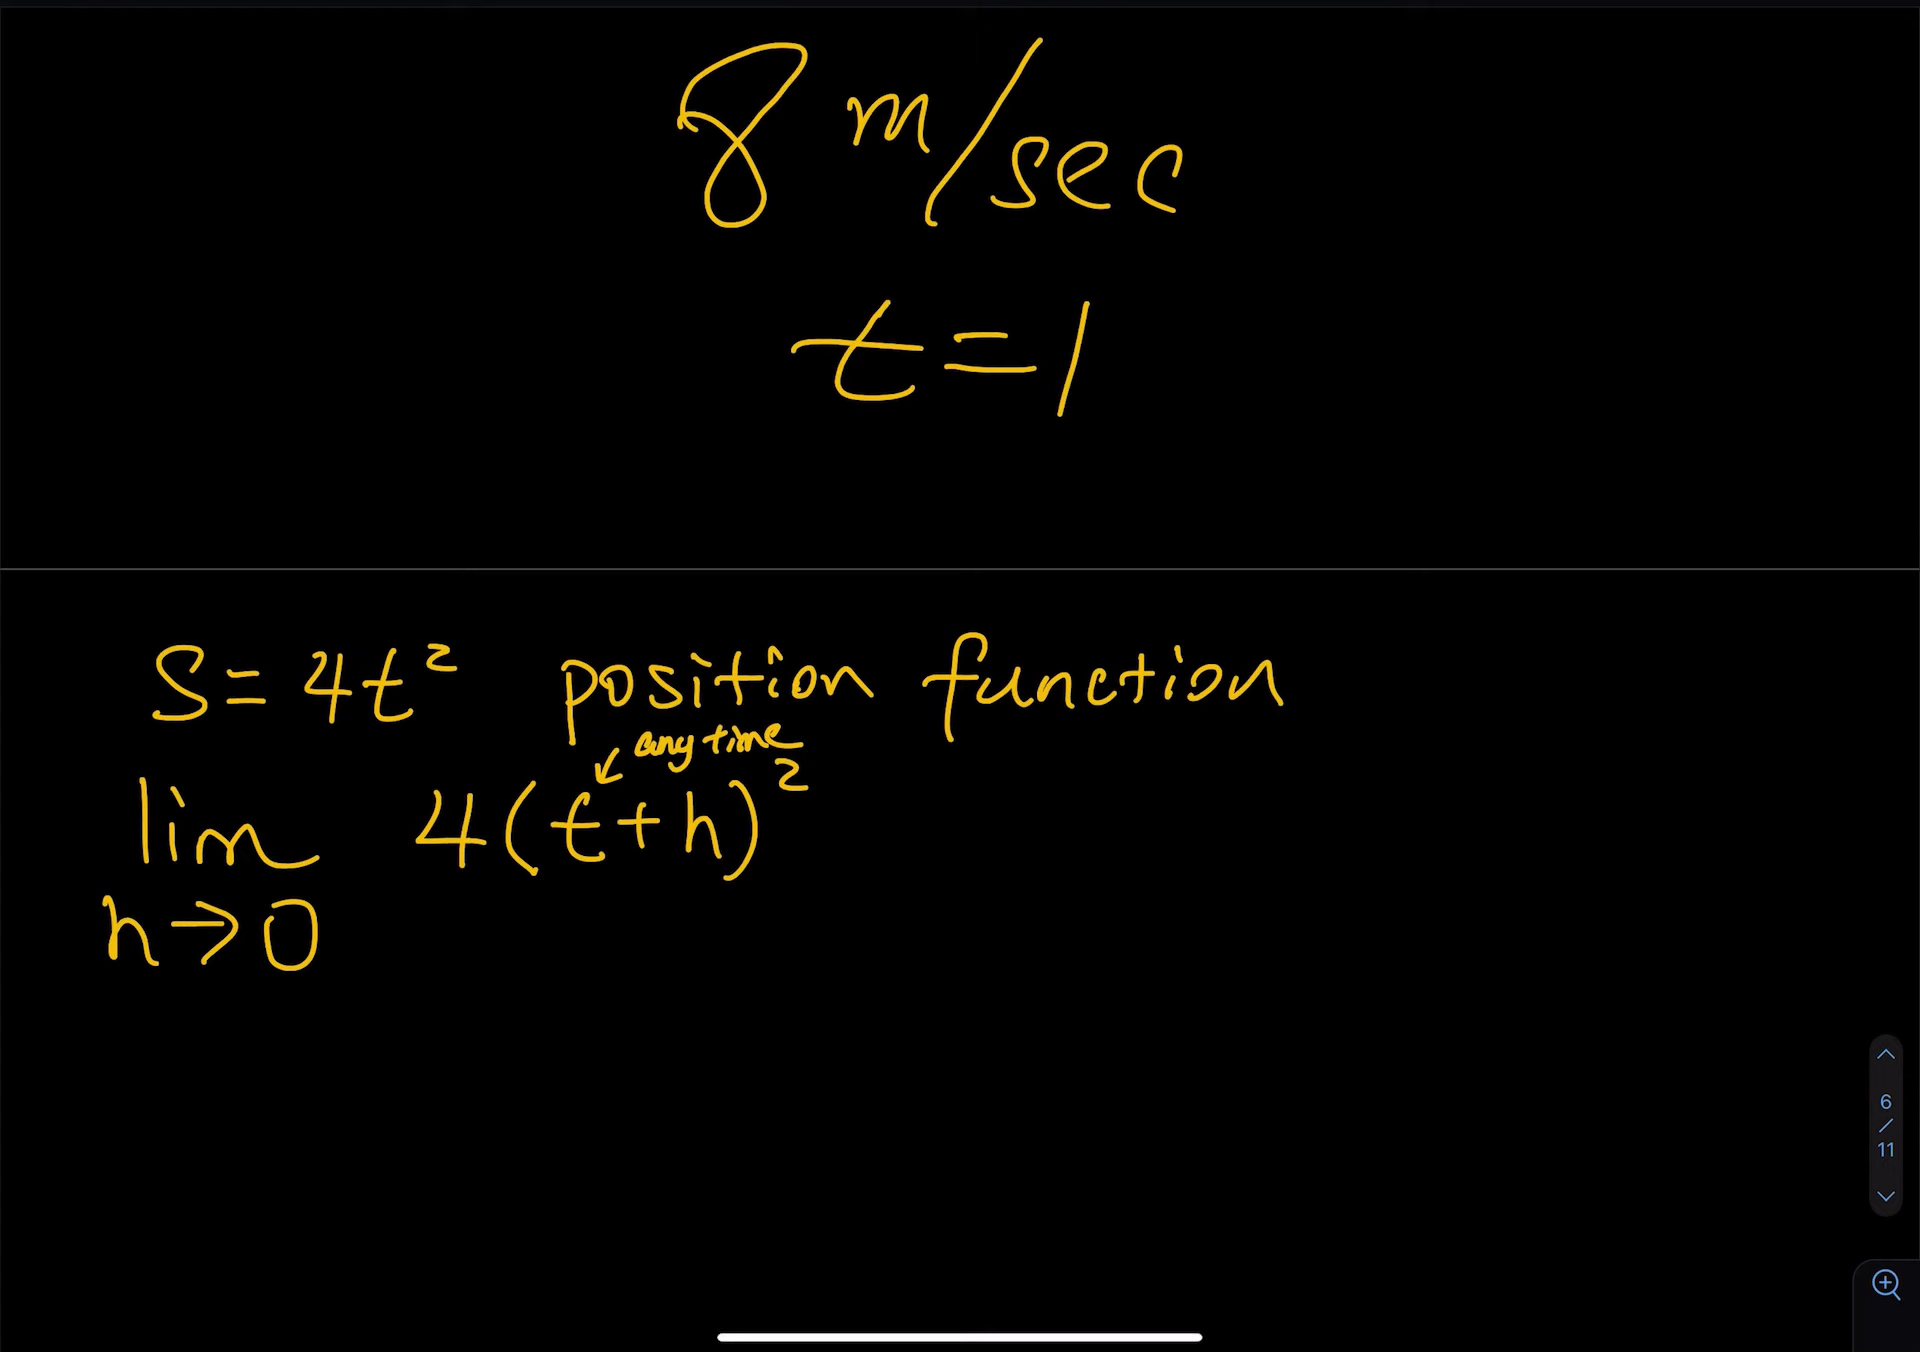 8 m/sec
t=1
S=4t² position function
any time
lim 4(t+h)²
h→0
6
/
11